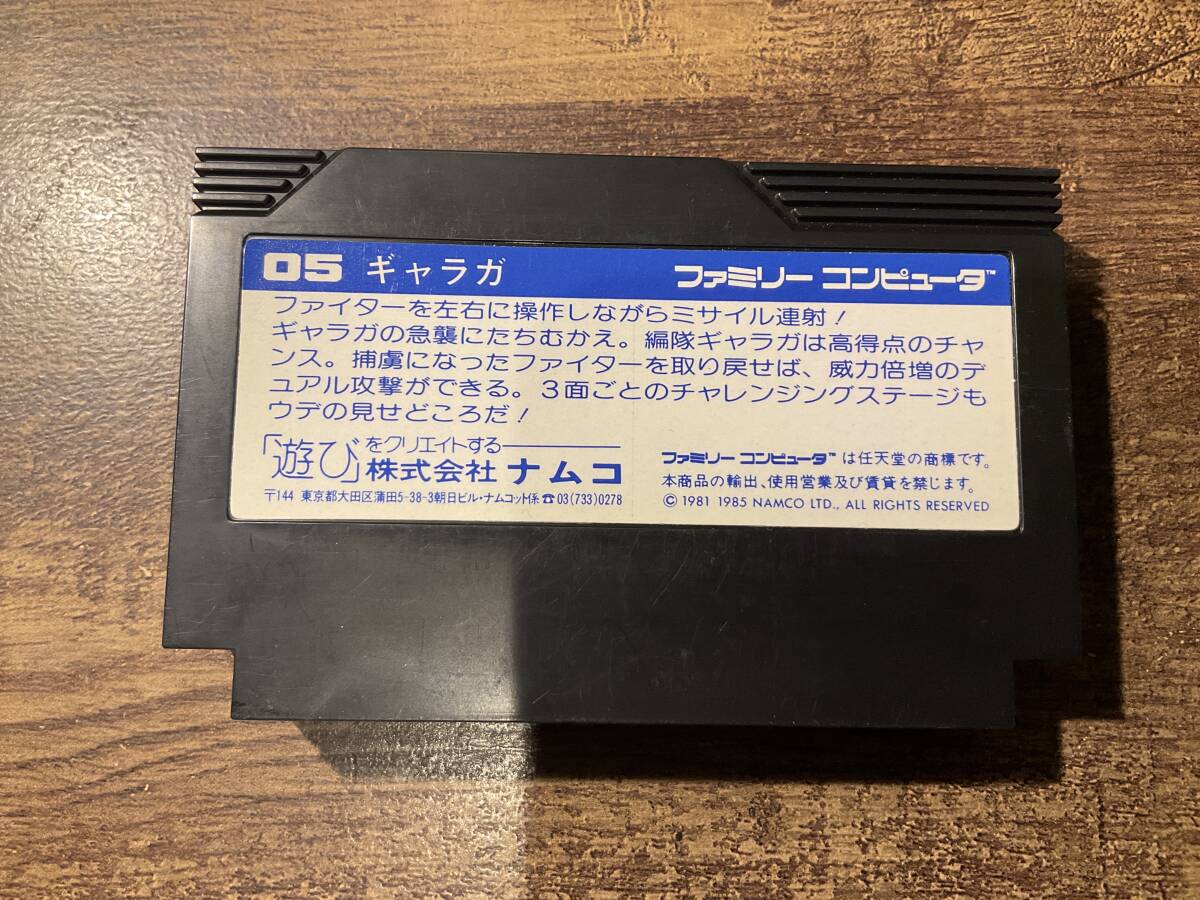 05 ギャラガ ファミリー コンピュータ™
ファイターを左右に操作しながらミサイル連射！
ギャラガの急襲にたちむかえ。編隊ギャラガは高得点のチャ
ンス。捕虜になったファイターを取り戻せば、威力倍増のデ
ュアル攻撃ができる。３面ごとのチャレンジングステージも
ウデの見せどころだ！
「遊び」をクリエイトする
株式会社 ナムコ
〒144 東京都大田区蒲田5-38-3朝日ビル・ナムコット係☎03(733)0278
ファミリー コンピュータ™は任天堂の商標です。
本商品の輸出、使用営業及び賃貸を禁じます。
©1981 1985 NAMCO LTD., ALL RIGHTS RESERVED